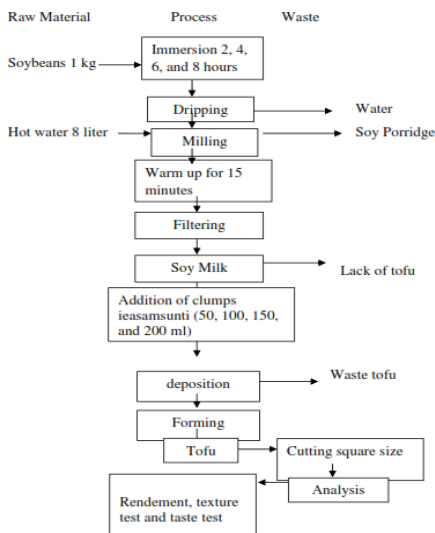 Raw Material Process Waste
Immersion 2, 4,
6, and 8 hours
Soybeans 1 kg
Dripping
Water
Hot water 8 liter
Milling
Soy Porridge
Warm up for 15
minutes
Filtering
Soy Milk
Lack of tofu
Addition of clumps
ieasamsunti (50, 100, 150,
and 200 ml)
deposition
Waste tofu
Forming
Tofu
Cutting square size
Analysis
Rendement, texture
test and taste test